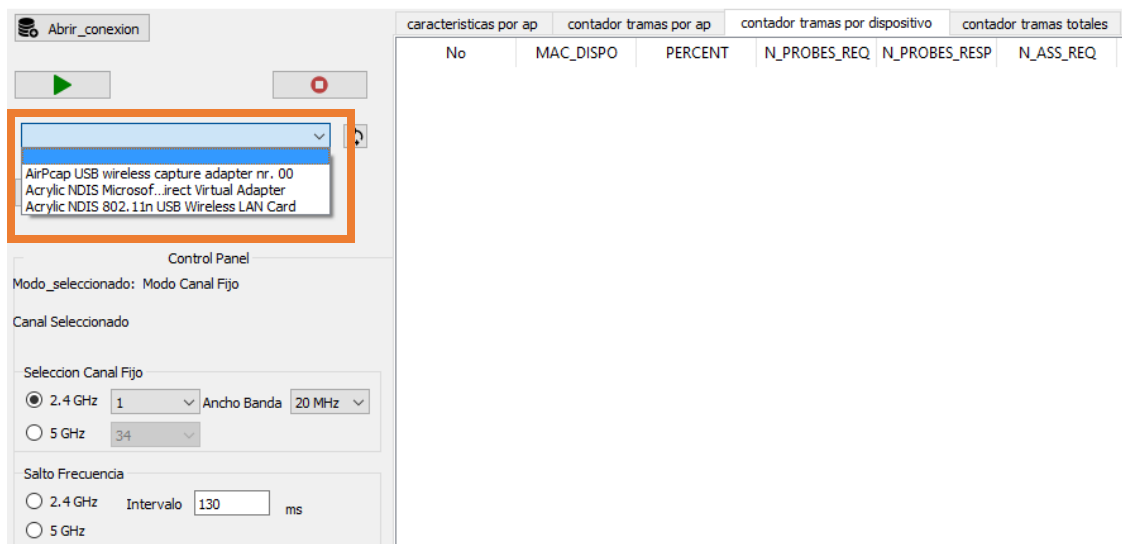 Abrir_conexion
caracteristicas por ap contador tramas por ap contador tramas por dispositivo contador tramas totales
No MAC_DISPO PERCENT N_PROBES_REQ N_PROBES_RESP N_ASS_REQ
AirPcap USB wireless capture adapter nr. 00
Acrylic NDIS Microsof...irect Virtual Adapter
Acrylic NDIS 802.11n USB Wireless LAN Card
Control Panel
Modo_seleccionado: Modo Canal Fijo
Canal Seleccionado
Seleccion Canal Fijo
2.4 GHz 1 Ancho Banda 20 MHz
5 GHz 34
Salto Frecuencia
2.4 GHz Intervalo 130 ms
5 GHz